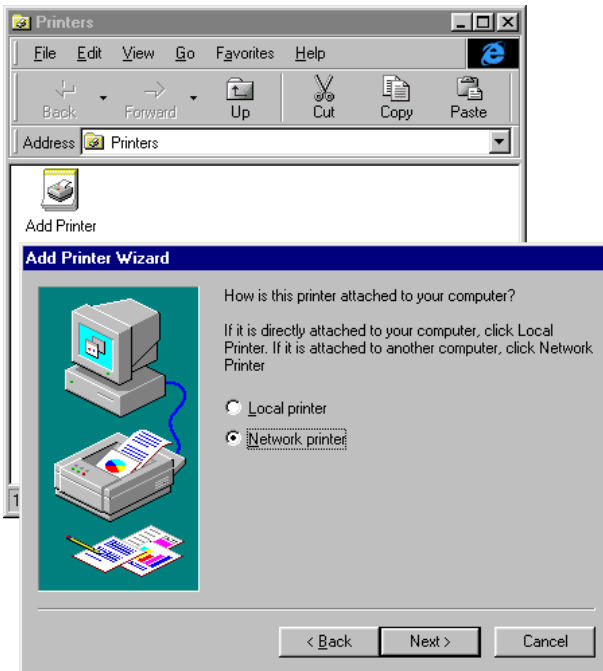 Printers
File Edit View Go Favorites Help
Back Forward Up Cut Copy Paste
Address Printers
Add Printer
Add Printer Wizard
How is this printer attached to your computer?
If it is directly attached to your computer, click Local
Printer. If it is attached to another computer, click Network
Printer
Local printer
Network printer
1
< Back Next > Cancel